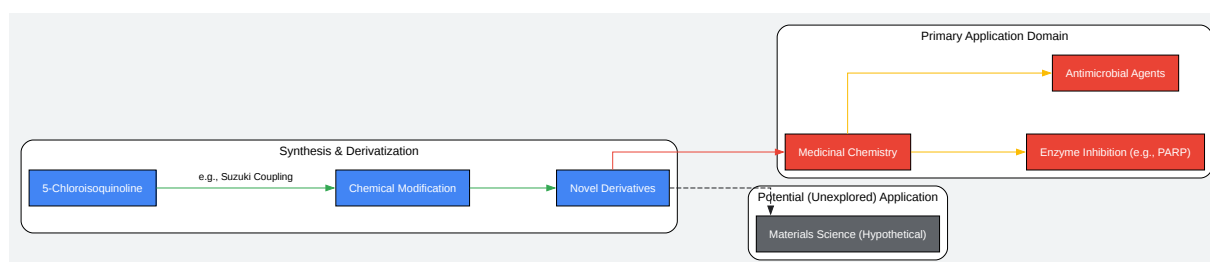 Primary Application Domain
Antimicrobial Agents
Synthesis & Derivatization
Medicinal Chemistry
Enzyme Inhibition (e.g., PARP)
5-Chloroisoquinoline
e.g., Suzuki Coupling
Chemical Modification
Novel Derivatives
Potential (Unexplored) Application
Materials Science (Hypothetical)